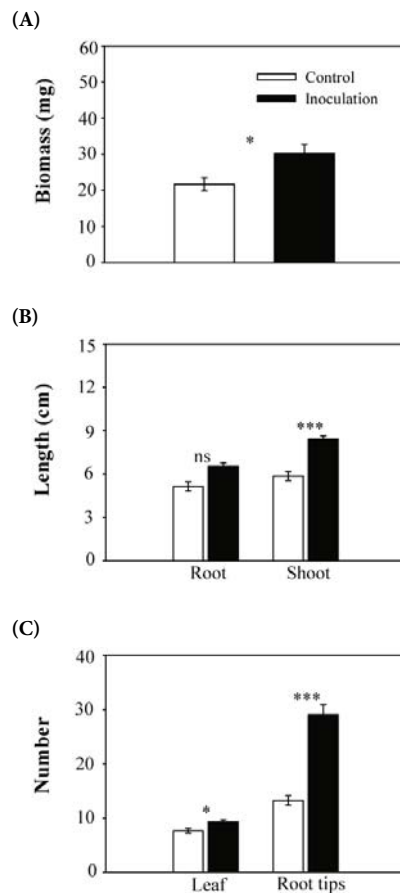 (A)
Biomass (mg)
60
50
40
30
20
10
0
Control
Inoculation
*
(B)
Length (cm)
15
12
9
6
3
0
ns
***
Root Shoot
(C)
Number
40
30
20
10
0
*
***
Leaf Root tips